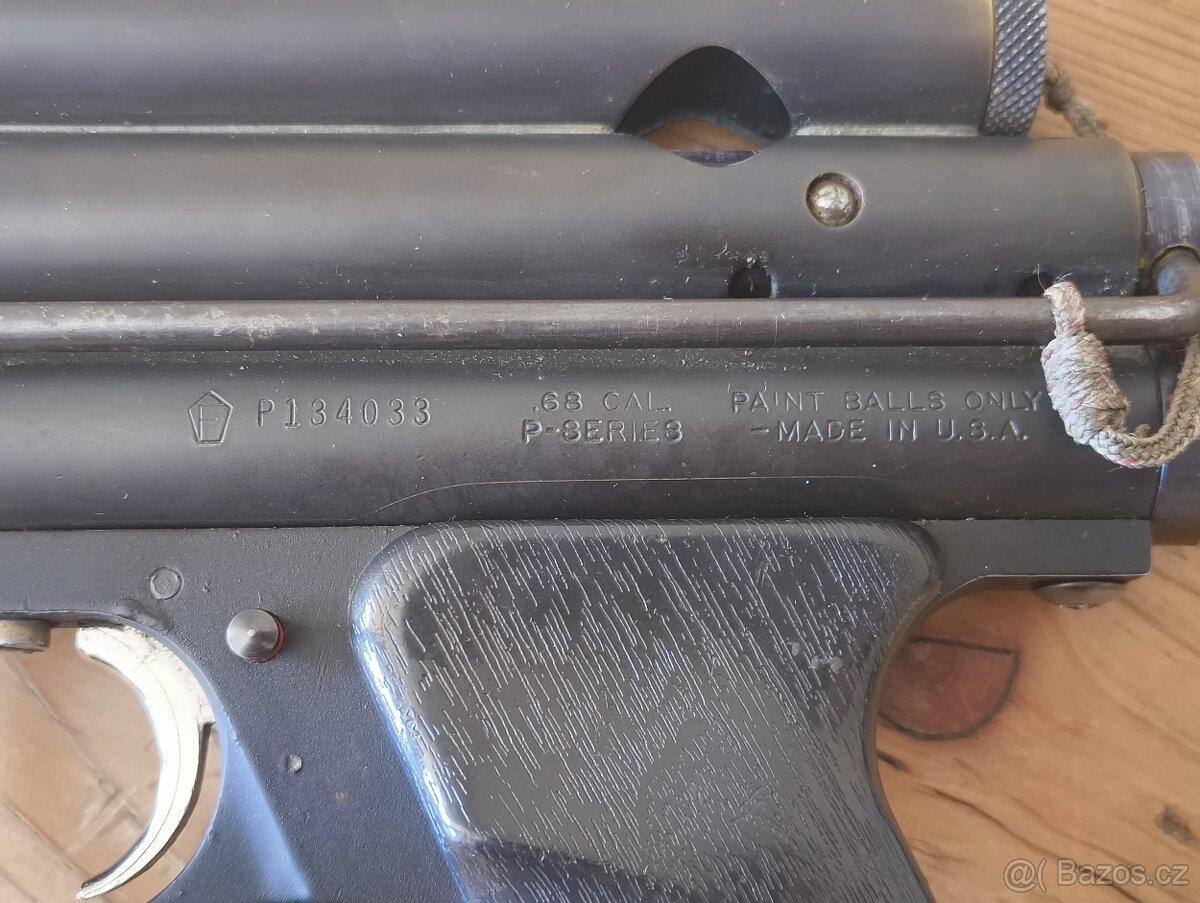 P134033
.68 CAL.
P-SERIES
PAINT BALLS ONLY
-MADE IN U.S.A.
@( Bazos.cz